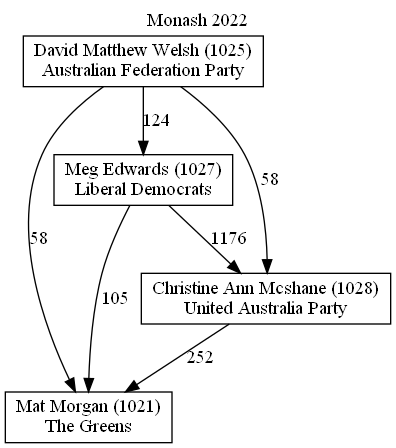 Monash 2022
David Matthew Welsh (1025)
Australian Federation Party
124
Meg Edwards (1027)
Liberal Democrats
58
58
105
1176
Christine Ann Mcshane (1028)
United Australia Party
252
Mat Morgan (1021)
The Greens